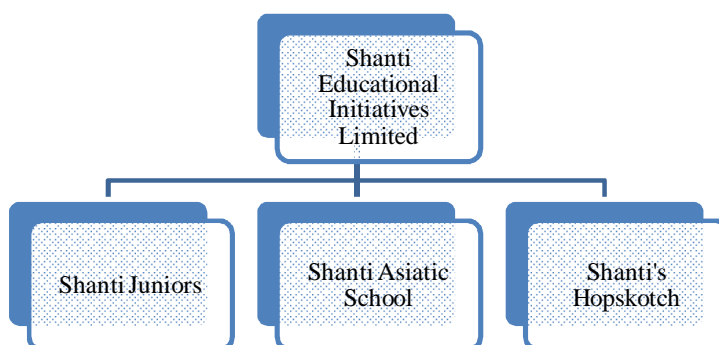 Shanti
Educational
Initiatives
Limited
Shanti Juniors
Shanti Asiatic
School
Shanti's
Hopskotch